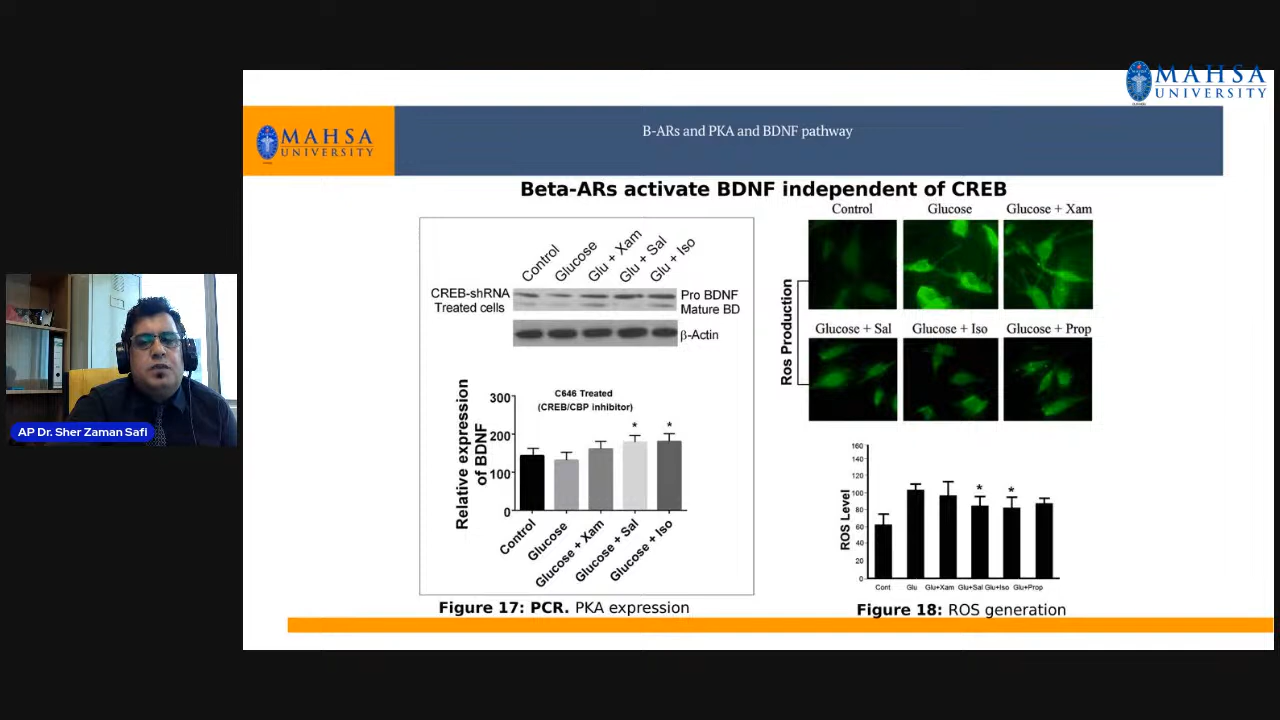 MAHSA
UNIVERSITY
MAHSA
UNIVERSITY
B-ARs and PKA and BDNF pathway
Beta-ARs activate BDNF independent of CREB
Control
Glucose
Glu + Xam
Glu + Sal
Glu + Iso
CREB-shRNA
Treated cells
Pro BDNF
Mature BD
β-Actin
C646 Treated
(CREB/CBP inhibitor)
Relative expression
of BDNF
300
200
100
0
*
*
Control
Glucose
Glucose + Xam
Glucose + Sal
Glucose + Iso
Figure 17: PCR. PKA expression
Control
Glucose
Glucose + Xam
Ros Production
Glucose + Sal
Glucose + Iso
Glucose + Prop
ROS Level
160
140
120
100
80
60
40
20
0
*
*
Cont
Glu
Glu+Xam
Glu+Sal
Glu+Iso
Glu+Prop
Figure 18: ROS generation
AP Dr. Sher Zaman Safi